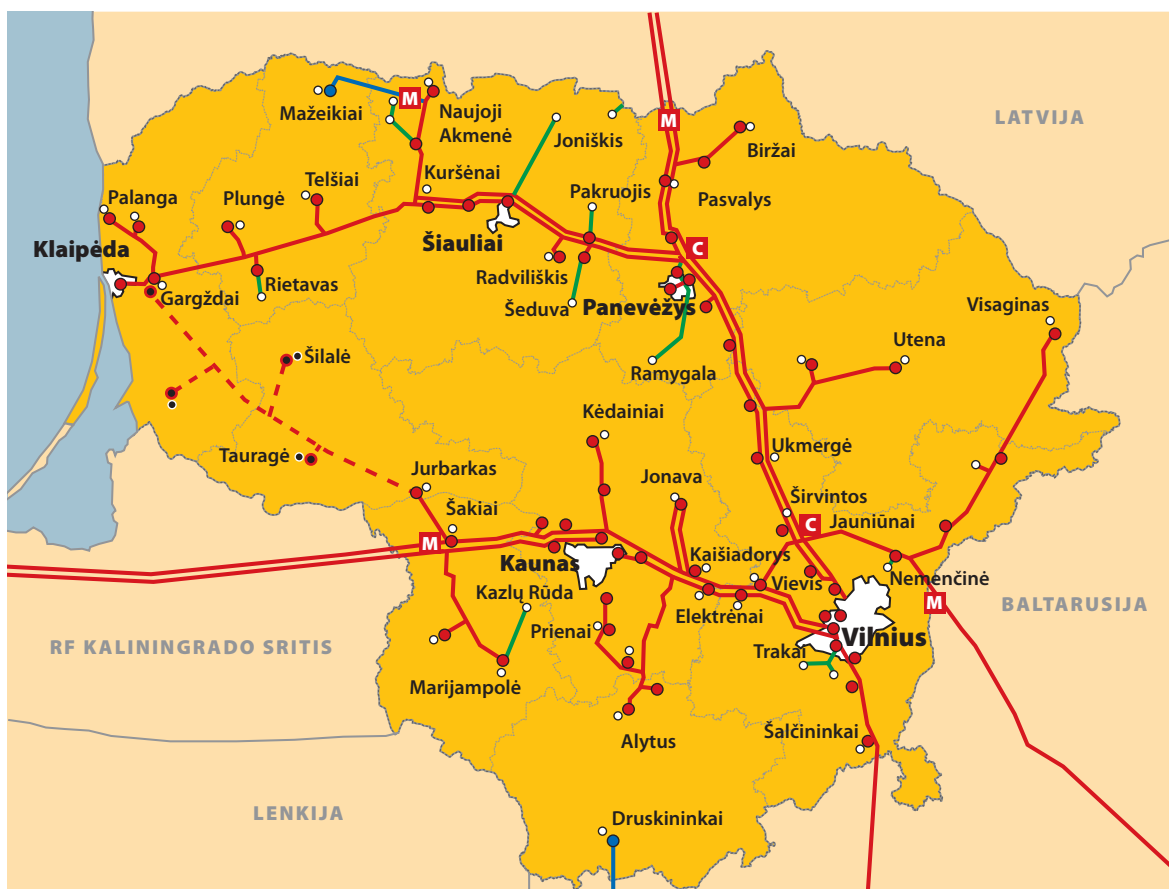 M
Mažeikiai
Naujoji
Akmenė
Joniškis
M
Biržai
LATVIJA
Palanga
Plungė
Telšiai
Kuršėnai
Pakruojis
Pasvalys
Klaipėda
Šiauliai
C
Gargždai
Rietavas
Radviliškis
Šeduva
Panevėžys
Visaginas
Šilalė
Ramygala
Utena
Kėdainiai
Tauragė
Jurbarkas
Jonava
Ukmergė
Šakiai
Širvintos
M
C
Jauniūnai
Kaunas
Kaišiadorys
Vievis
Nemenčinė
Kazlų Rūda
Elektrėnai
M
BALTARUSIJA
Prienai
Vilnius
RF KALININGRADO SRITIS
Trakai
Marijampolė
Alytus
Šalčininkai
LENKIJA
Druskininkai